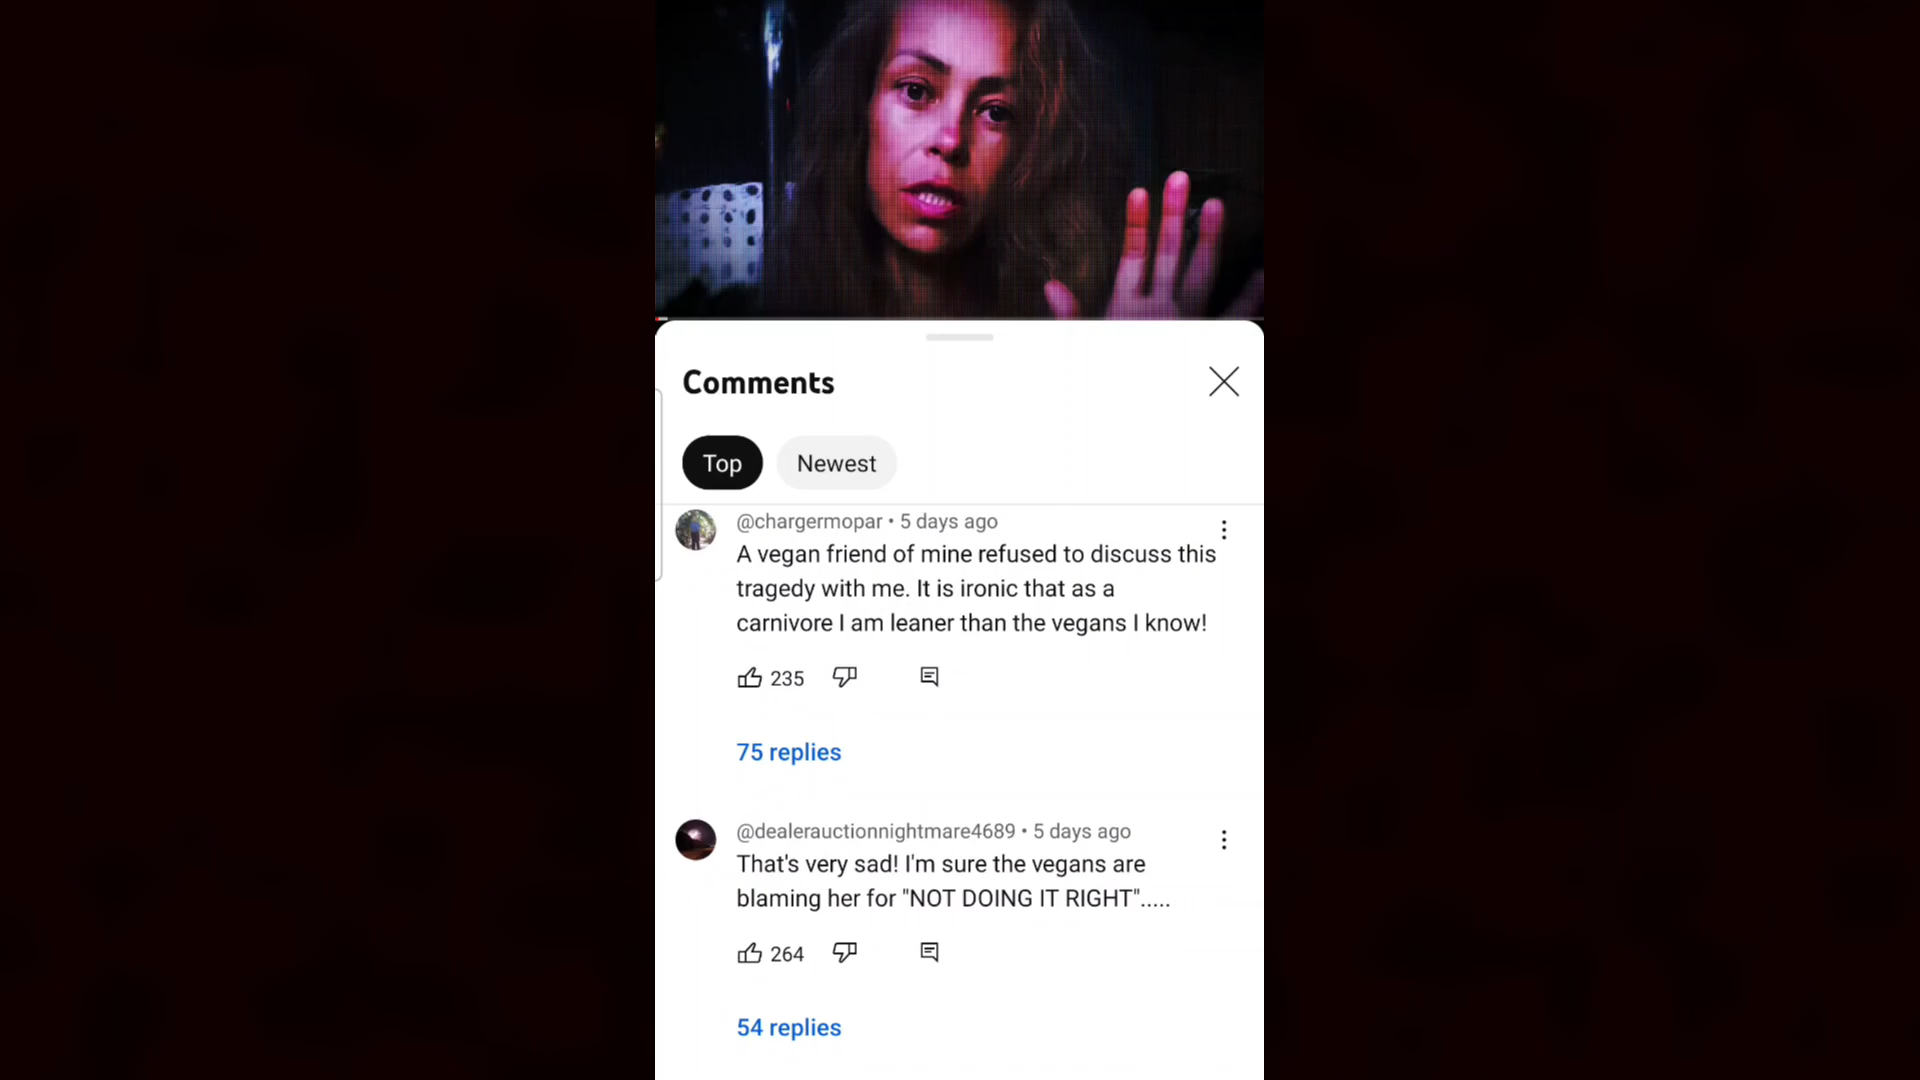 Comments
Top
Newest
@chargermopar • 5 days ago
A vegan friend of mine refused to discuss this
tragedy with me. It is ironic that as a
carnivore I am leaner than the vegans I know!
235
75 replies
@dealerauctionnightmare4689 • 5 days ago
That's very sad! I'm sure the vegans are
blaming her for "NOT DOING IT RIGHT".....
264
54 replies